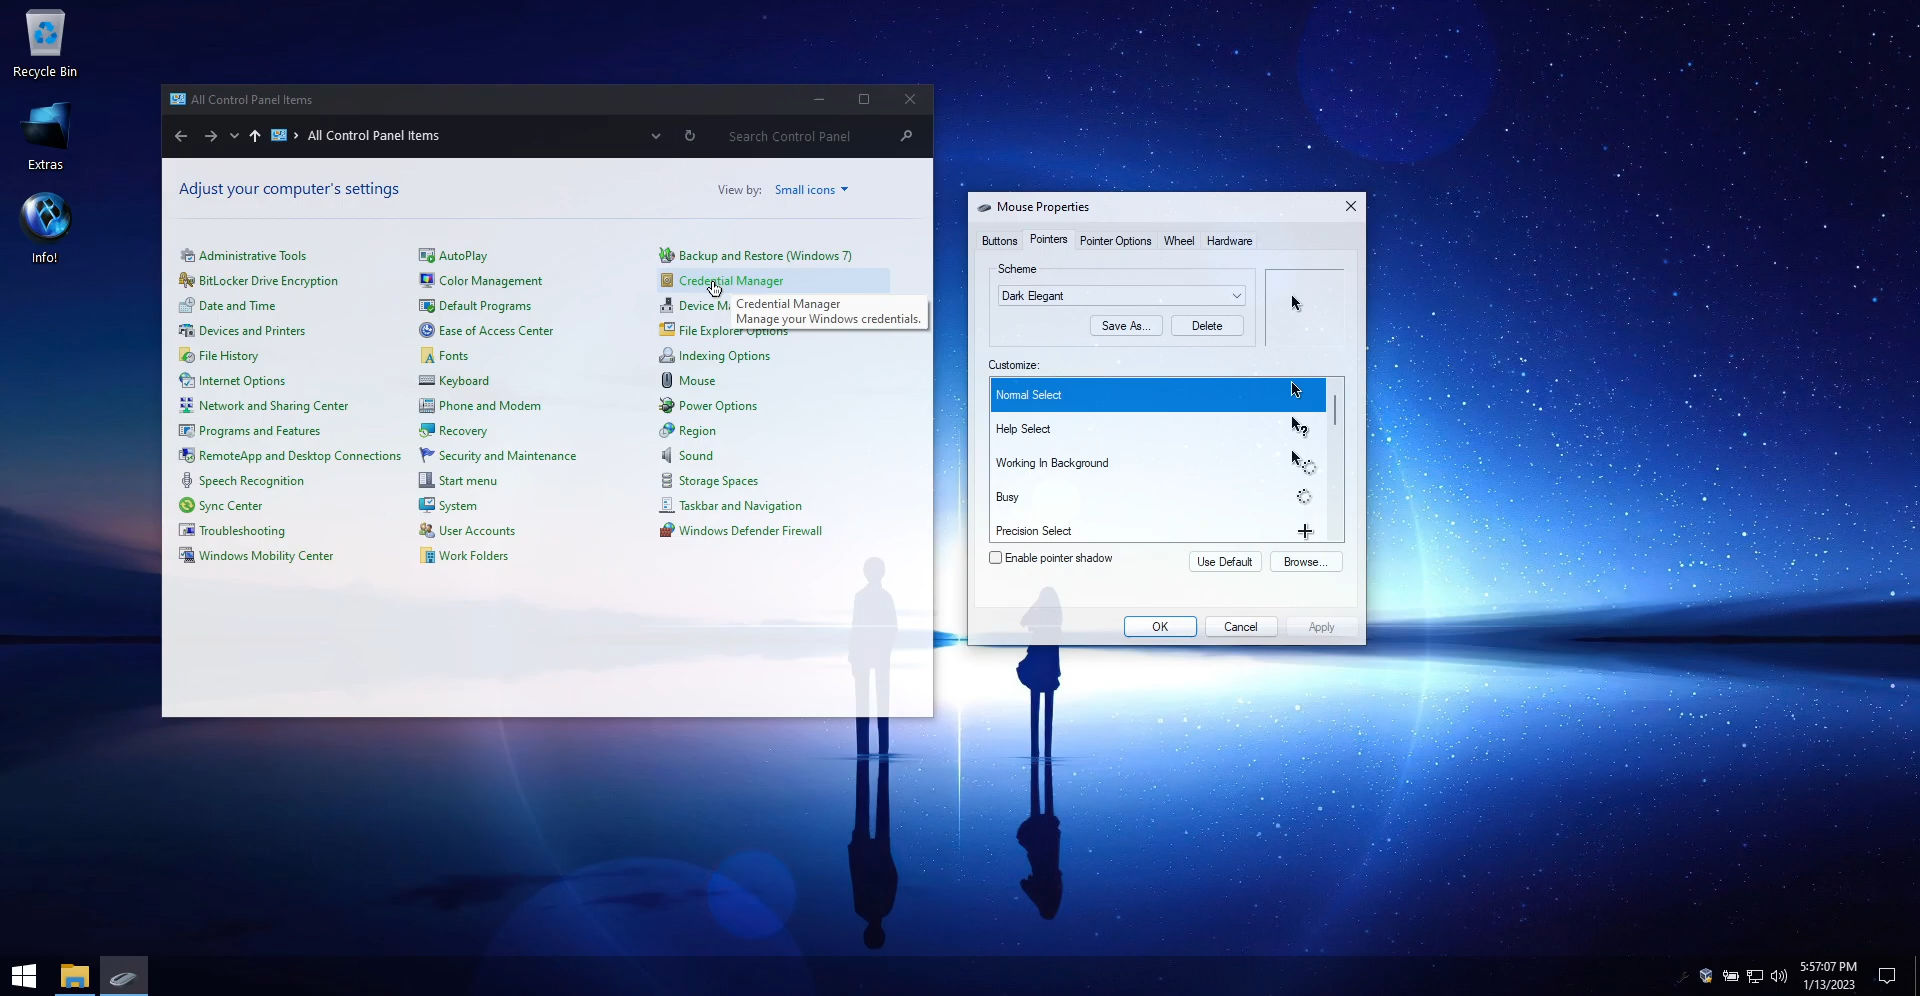 Recycle Bin
Extras
Info!
All Control Panel Items
All Control Panel Items
Search Control Panel
Adjust your computer's settings
View by: Small icons
Administrative Tools
BitLocker Drive Encryption
Date and Time
Devices and Printers
File History
Internet Options
Network and Sharing Center
Programs and Features
RemoteApp and Desktop Connections
Speech Recognition
Sync Center
Troubleshooting
Windows Mobility Center
AutoPlay
Color Management
Default Programs
Ease of Access Center
Fonts
Keyboard
Phone and Modem
Recovery
Security and Maintenance
Start menu
System
User Accounts
Work Folders
Backup and Restore (Windows 7)
Credential Manager
Device M
File Explorer Options
Indexing Options
Mouse
Power Options
Region
Sound
Storage Spaces
Taskbar and Navigation
Windows Defender Firewall
Credential Manager
Manage your Windows credentials.
Mouse Properties
Buttons Pointers Pointer Options Wheel Hardware
Scheme
Dark Elegant
Save As... Delete
Customize:
Normal Select
Help Select
Working In Background
Busy
Precision Select
Enable pointer shadow
Use Default Browse...
OK Cancel Apply
5:57:07 PM
1/13/2023